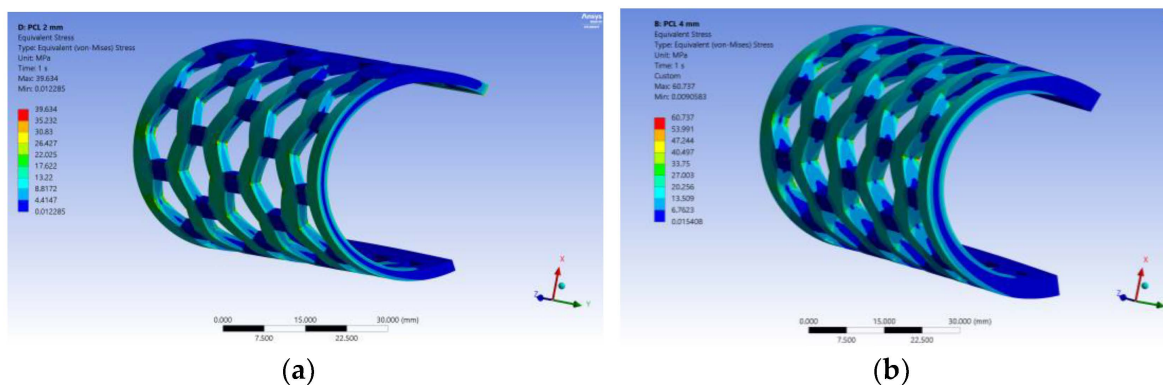 D: PCL 2 mm
Equivalent Stress
Type: Equivalent (von-Mises) Stress
Unit: MPa
Time: 1 s
Max: 39.634
Min: 0.012285
39.634
35.232
30.83
26.427
22.025
17.622
13.22
8.8172
4.4147
0.012285
Ansys
0.000 15.000 30.000 (mm)
7.500 22.500
X
Z
Y
(a)
B: PCL 4 mm
Equivalent Stress
Type: Equivalent (von-Mises) Stress
Unit: MPa
Time: 1 s
Custom
Max: 60.737
Min: 0.0090583
60.737
53.991
47.244
40.497
33.75
27.003
20.256
13.509
6.7623
0.015408
0.000 15.000 30.000 (mm)
7.500 22.500
X
Z
(b)